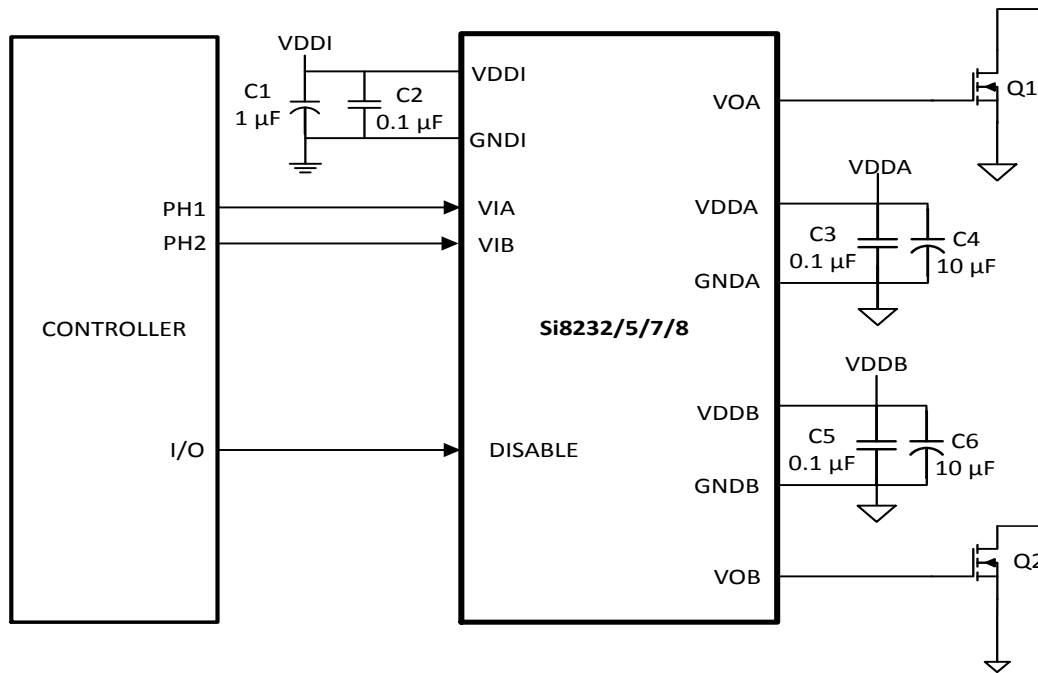 VDDI
C1
1 µF
C2
0.1 µF
VDDI
GNDI
PH1
PH2
CONTROLLER
I/O
VIA
VIB
Si8232/5/7/8
DISABLE
VOA
VDDA
GNDA
VDDB
GNDB
VOB
Q1
VDDA
C3
0.1 µF
C4
10 µF
VDDB
C5
0.1 µF
C6
10 µF
Q2